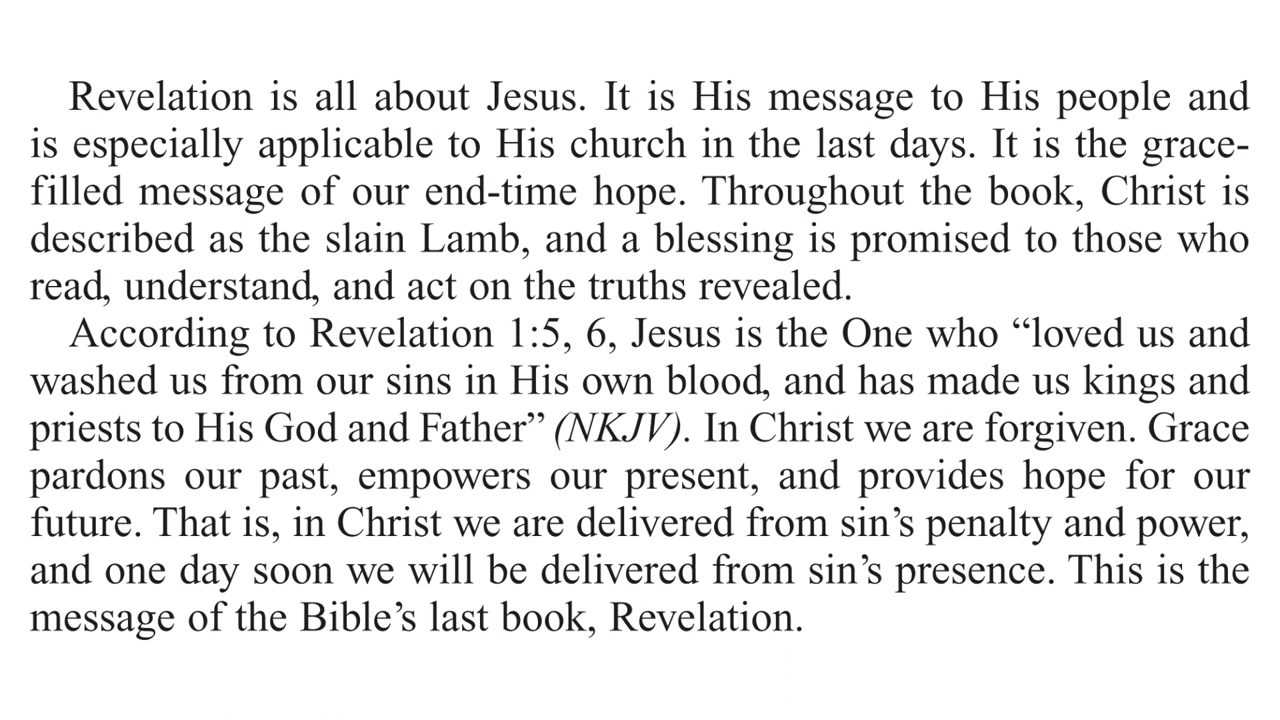 Revelation is all about Jesus. It is His message to His people and
is especially applicable to His church in the last days. It is the grace-
filled message of our end-time hope. Throughout the book, Christ is
described as the slain Lamb, and a blessing is promised to those who
read, understand, and act on the truths revealed.
According to Revelation 1:5, 6, Jesus is the One who “loved us and
washed us from our sins in His own blood, and has made us kings and
priests to His God and Father” (NKJV). In Christ we are forgiven. Grace
pardons our past, empowers our present, and provides hope for our
future. That is, in Christ we are delivered from sin’s penalty and power,
and one day soon we will be delivered from sin’s presence. This is the
message of the Bible’s last book, Revelation.